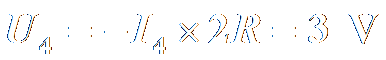 U₄ = -I₄ × 2R = 3 V